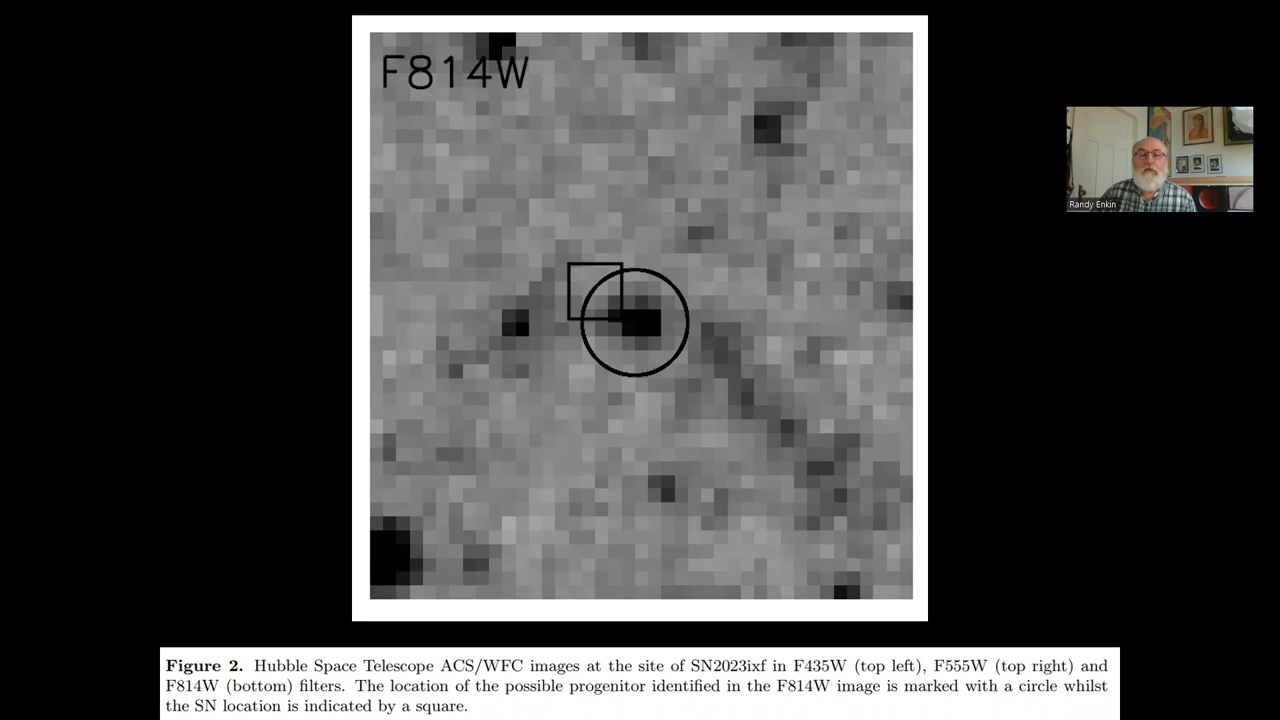 F814W
Randy Enkin
Figure 2. Hubble Space Telescope ACS/WFC images at the site of SN2023ixf in F435W (top left), F555W (top right) and
F814W (bottom) filters. The location of the possible progenitor identified in the F814W image is marked with a circle whilst
the SN location is indicated by a square.